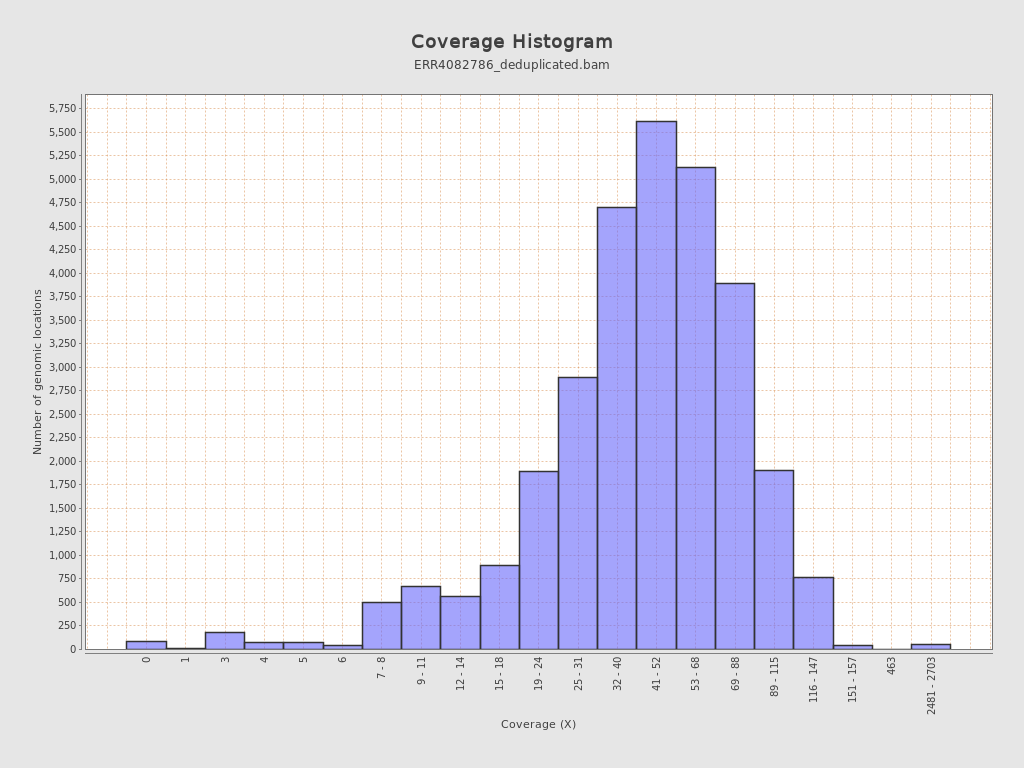 Coverage Histogram
ERR4082786_deduplicated.bam
Number of genomic locations
5,750
5,500
5,250
5,000
4,750
4,500
4,250
4,000
3,750
3,500
3,250
3,000
2,750
2,500
2,250
2,000
1,750
1,500
1,250
1,000
750
500
250
0
0
1
3
4
5
6
7 - 8
9 - 11
12 - 14
15 - 18
19 - 24
25 - 31
32 - 40
41 - 52
53 - 68
69 - 88
89 - 115
116 - 147
151 - 157
463
2481 - 2703
Coverage (X)